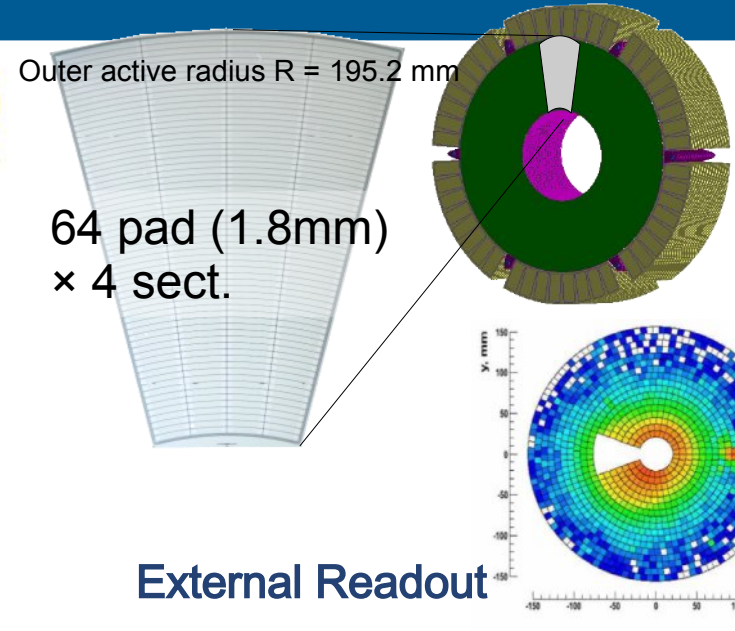 Outer active radius R = 195.2 mm
64 pad (1.8mm)
× 4 sect.
y, mm
150
100
50
0
-50
-100
-150
-150 -100 -50 0 50
External Readout